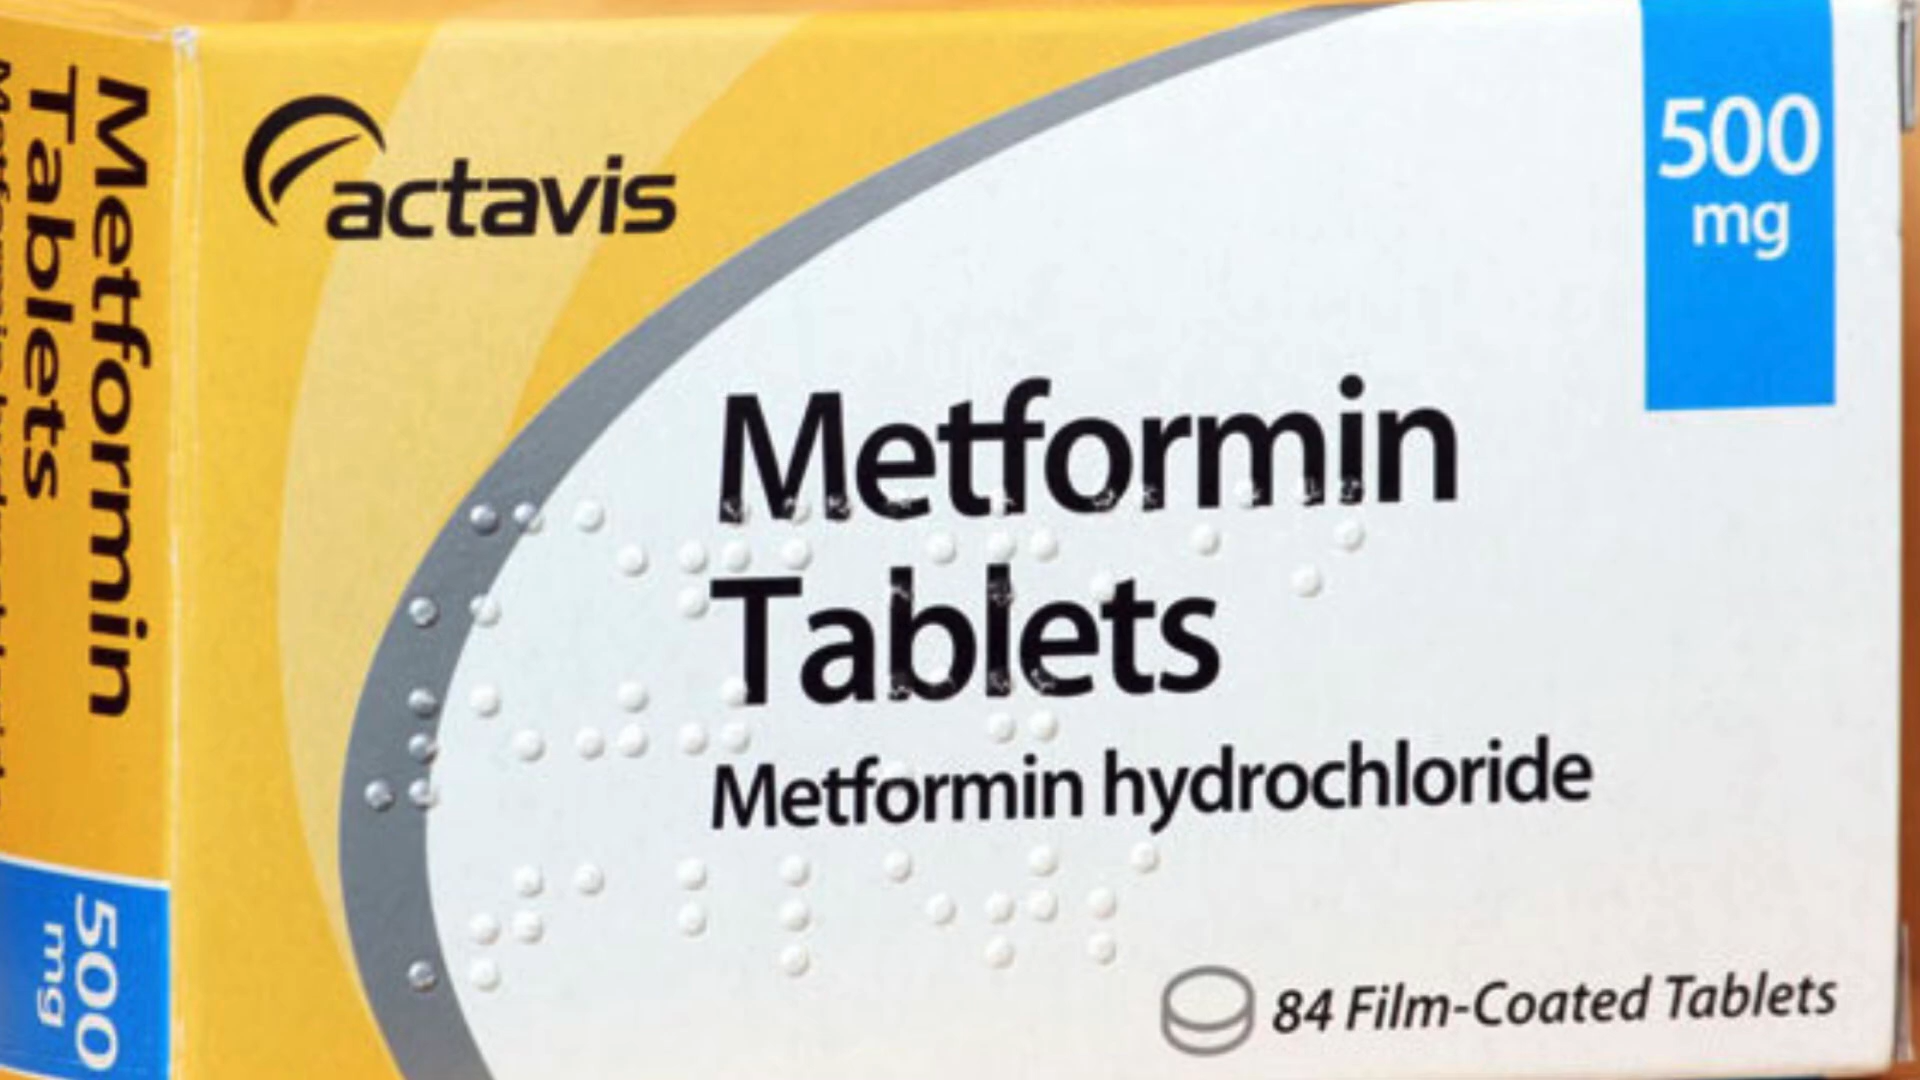 actavis
500
mg
Metformin
Tablets
Metformin hydrochloride
84 Film-Coated Tablets
Metformin
Tablets
500
mg